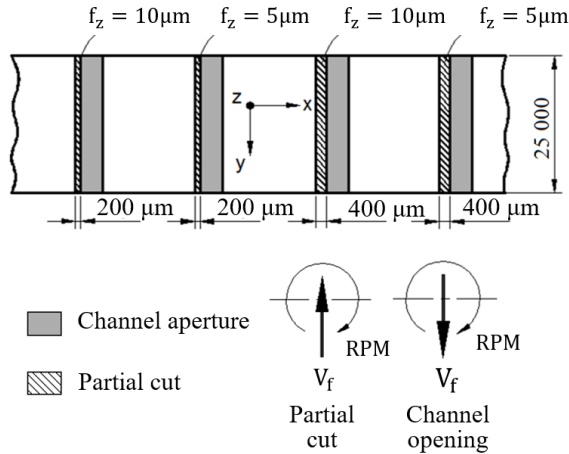 f_z = 10μm f_z = 5μm f_z = 10μm f_z = 5μm
z x
y
25 000
200 μm 200 μm 400 μm 400 μm
Channel aperture
Partial cut
RPM RPM
V_f V_f
Partial cut
Channel opening